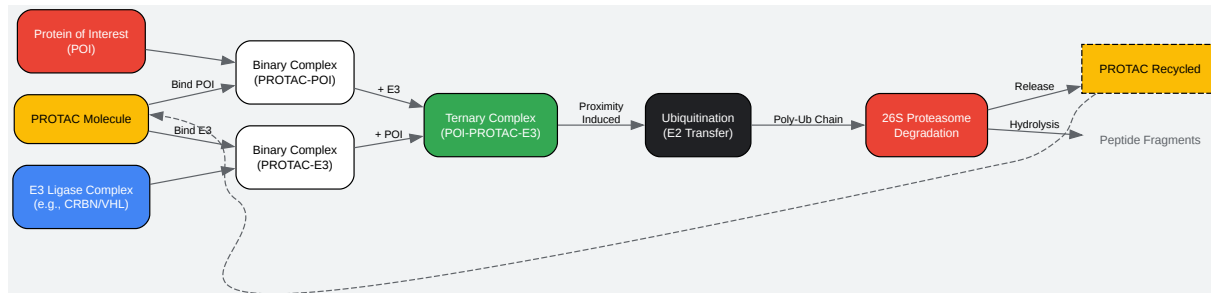 Protein of Interest
(POI)
PROTAC Molecule
E3 Ligase Complex
(e.g., CRBN/VHL)
Bind POI
Bind E3
Binary Complex
(PROTAC-POI)
Binary Complex
(PROTAC-E3)
+ E3
+ POI
Ternary Complex
(POI-PROTAC-E3)
Proximity
Induced
Ubiquitination
(E2 Transfer)
Poly-Ub Chain
26S Proteasome
Degradation
Release
Hydrolysis
PROTAC Recycled
Peptide Fragments